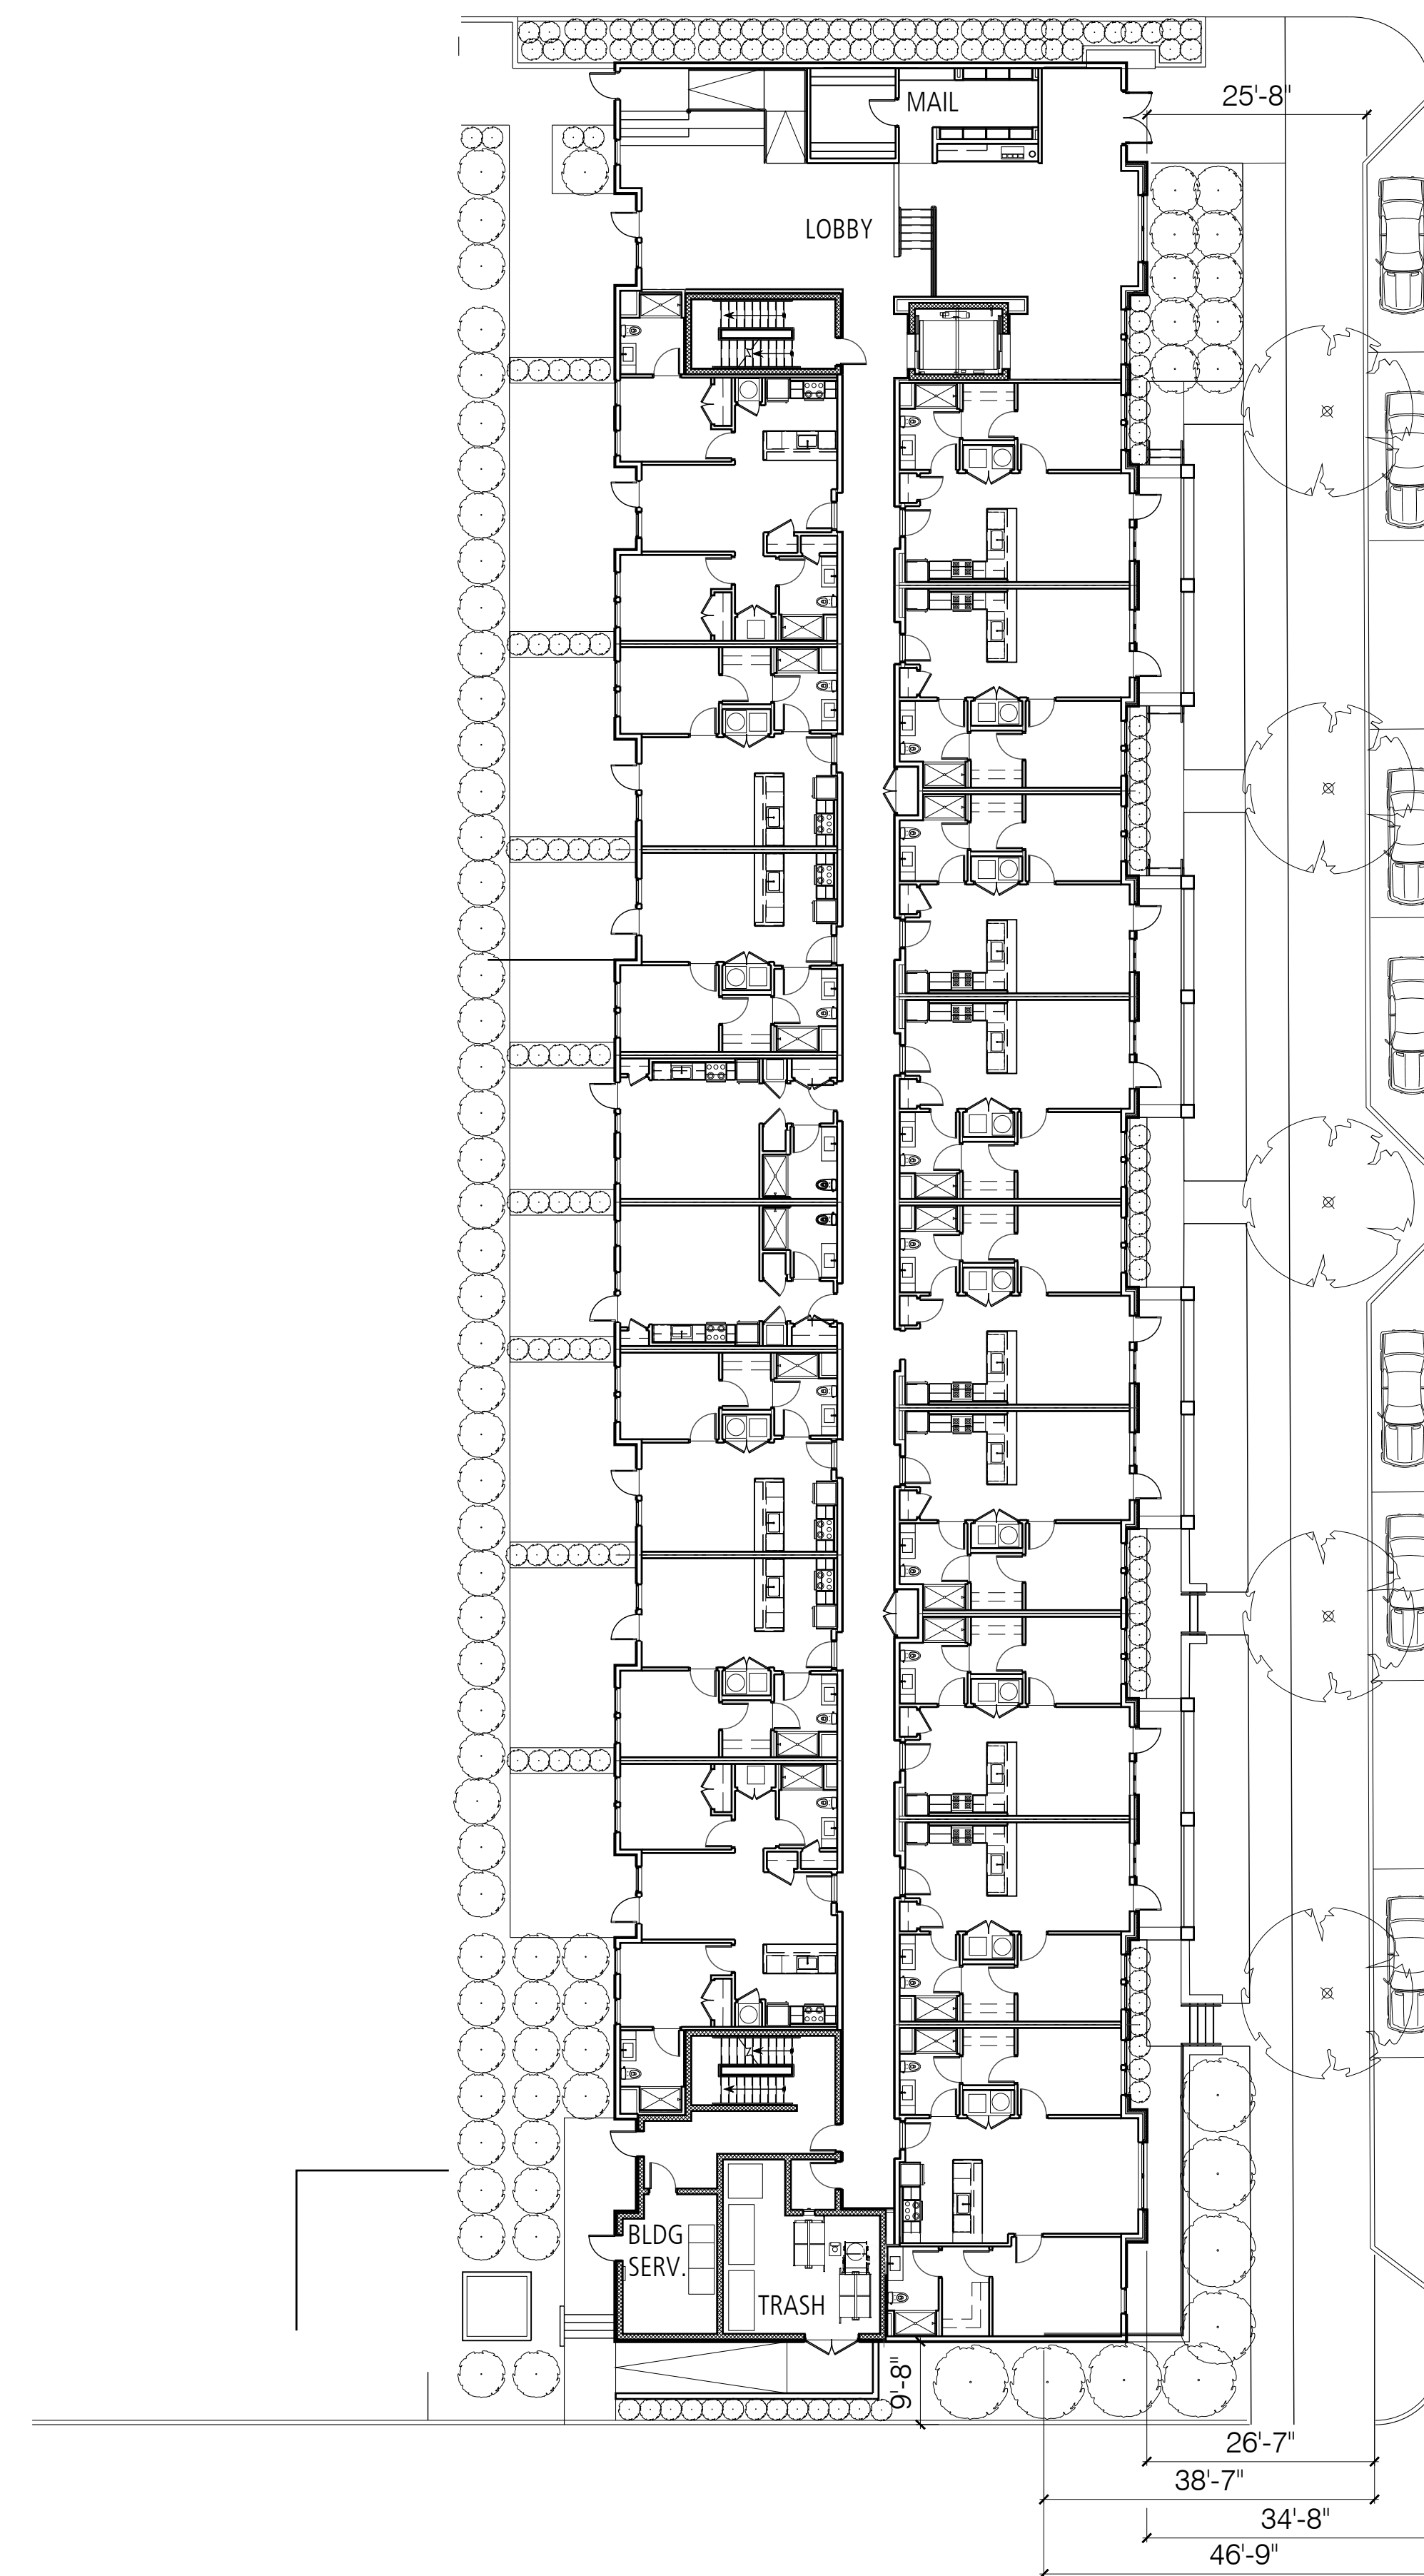 MAIL
25'-8"
LOBBY
BLDG
SERV.
TRASH
9'-8"
26'-7"
38'-7"
34'-8"
46'-9"